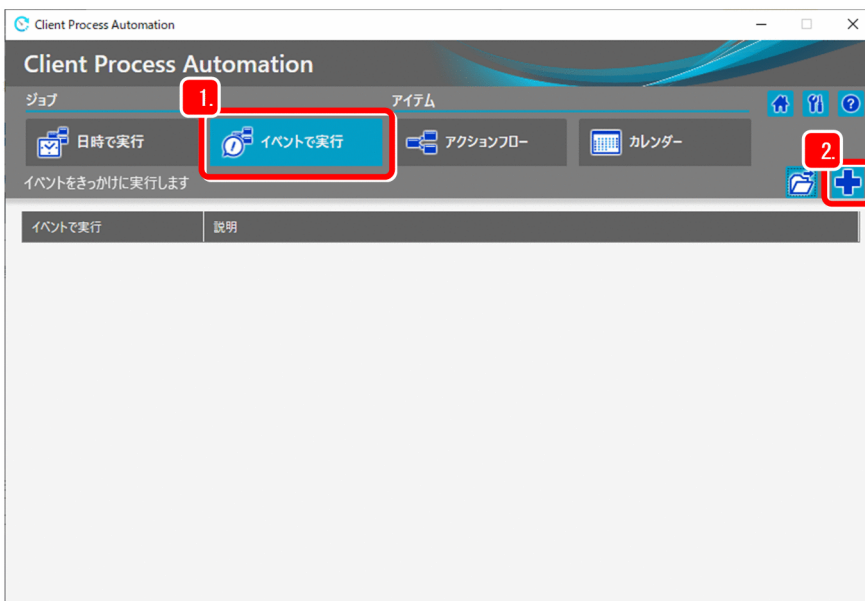 Client Process Automation
Client Process Automation
ジョブ
アイテム
1.
日時で実行
イベントで実行
アクションフロー
カレンダー
2.
イベントをきっかけに実行します
イベントで実行
説明